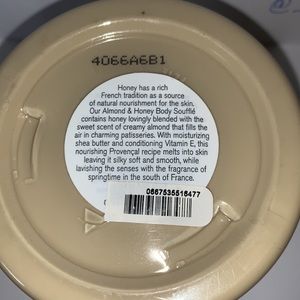 4066A6B1
Honey has a rich
French tradition as a source
of natural nourishment for the skin.
Our Almond & Honey Body Soufflé
contains honey lovingly blended with the
sweet scent of creamy almond that fills the
air in charming patisseries. With moisturizing
shea butter and conditioning Vitamin E, this
nourishing Provençal recipe melts into skin
leaving it silky soft and smooth, while
lavishing the senses with the fragrance of
springtime in the south of France.
0667535516477